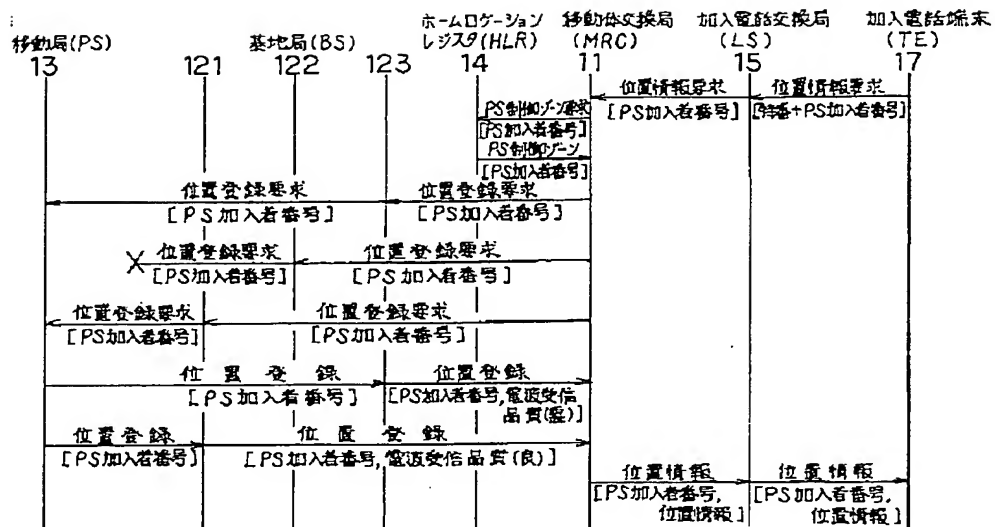 移動局(PS)
13
基地局(BS)
121
122
123
ホームロケーション
レジスタ(HLR)
14
移動体交換局
(MRC)
11
加入電話交換局
(LS)
15
加入電話端末
(TE)
17
位置情報要求
[特番+PS加入者番号]
位置情報要求
[PS加入者番号]
PS制御ゾーン要求
[PS加入者番号]
PS制御ゾーン
[PS加入者番号]
位置登録要求
[PS加入者番号]
位置登録要求
[PS加入者番号]
位置登録要求
[PS加入者番号]
位置登録要求
[PS加入者番号]
位置登録要求
[PS加入者番号]
位置登録要求
[PS加入者番号]
位置登録
[PS加入者番号]
位置登録
[PS加入者番号,電波受信
品質
位置登録
[PS加入者番号]
位置登録
[PS加入者番号,電波受信品質(良)]
位置情報
[PS加入者番号,
位置情報]
位置情報
[PS加入者番号,
位置情報]